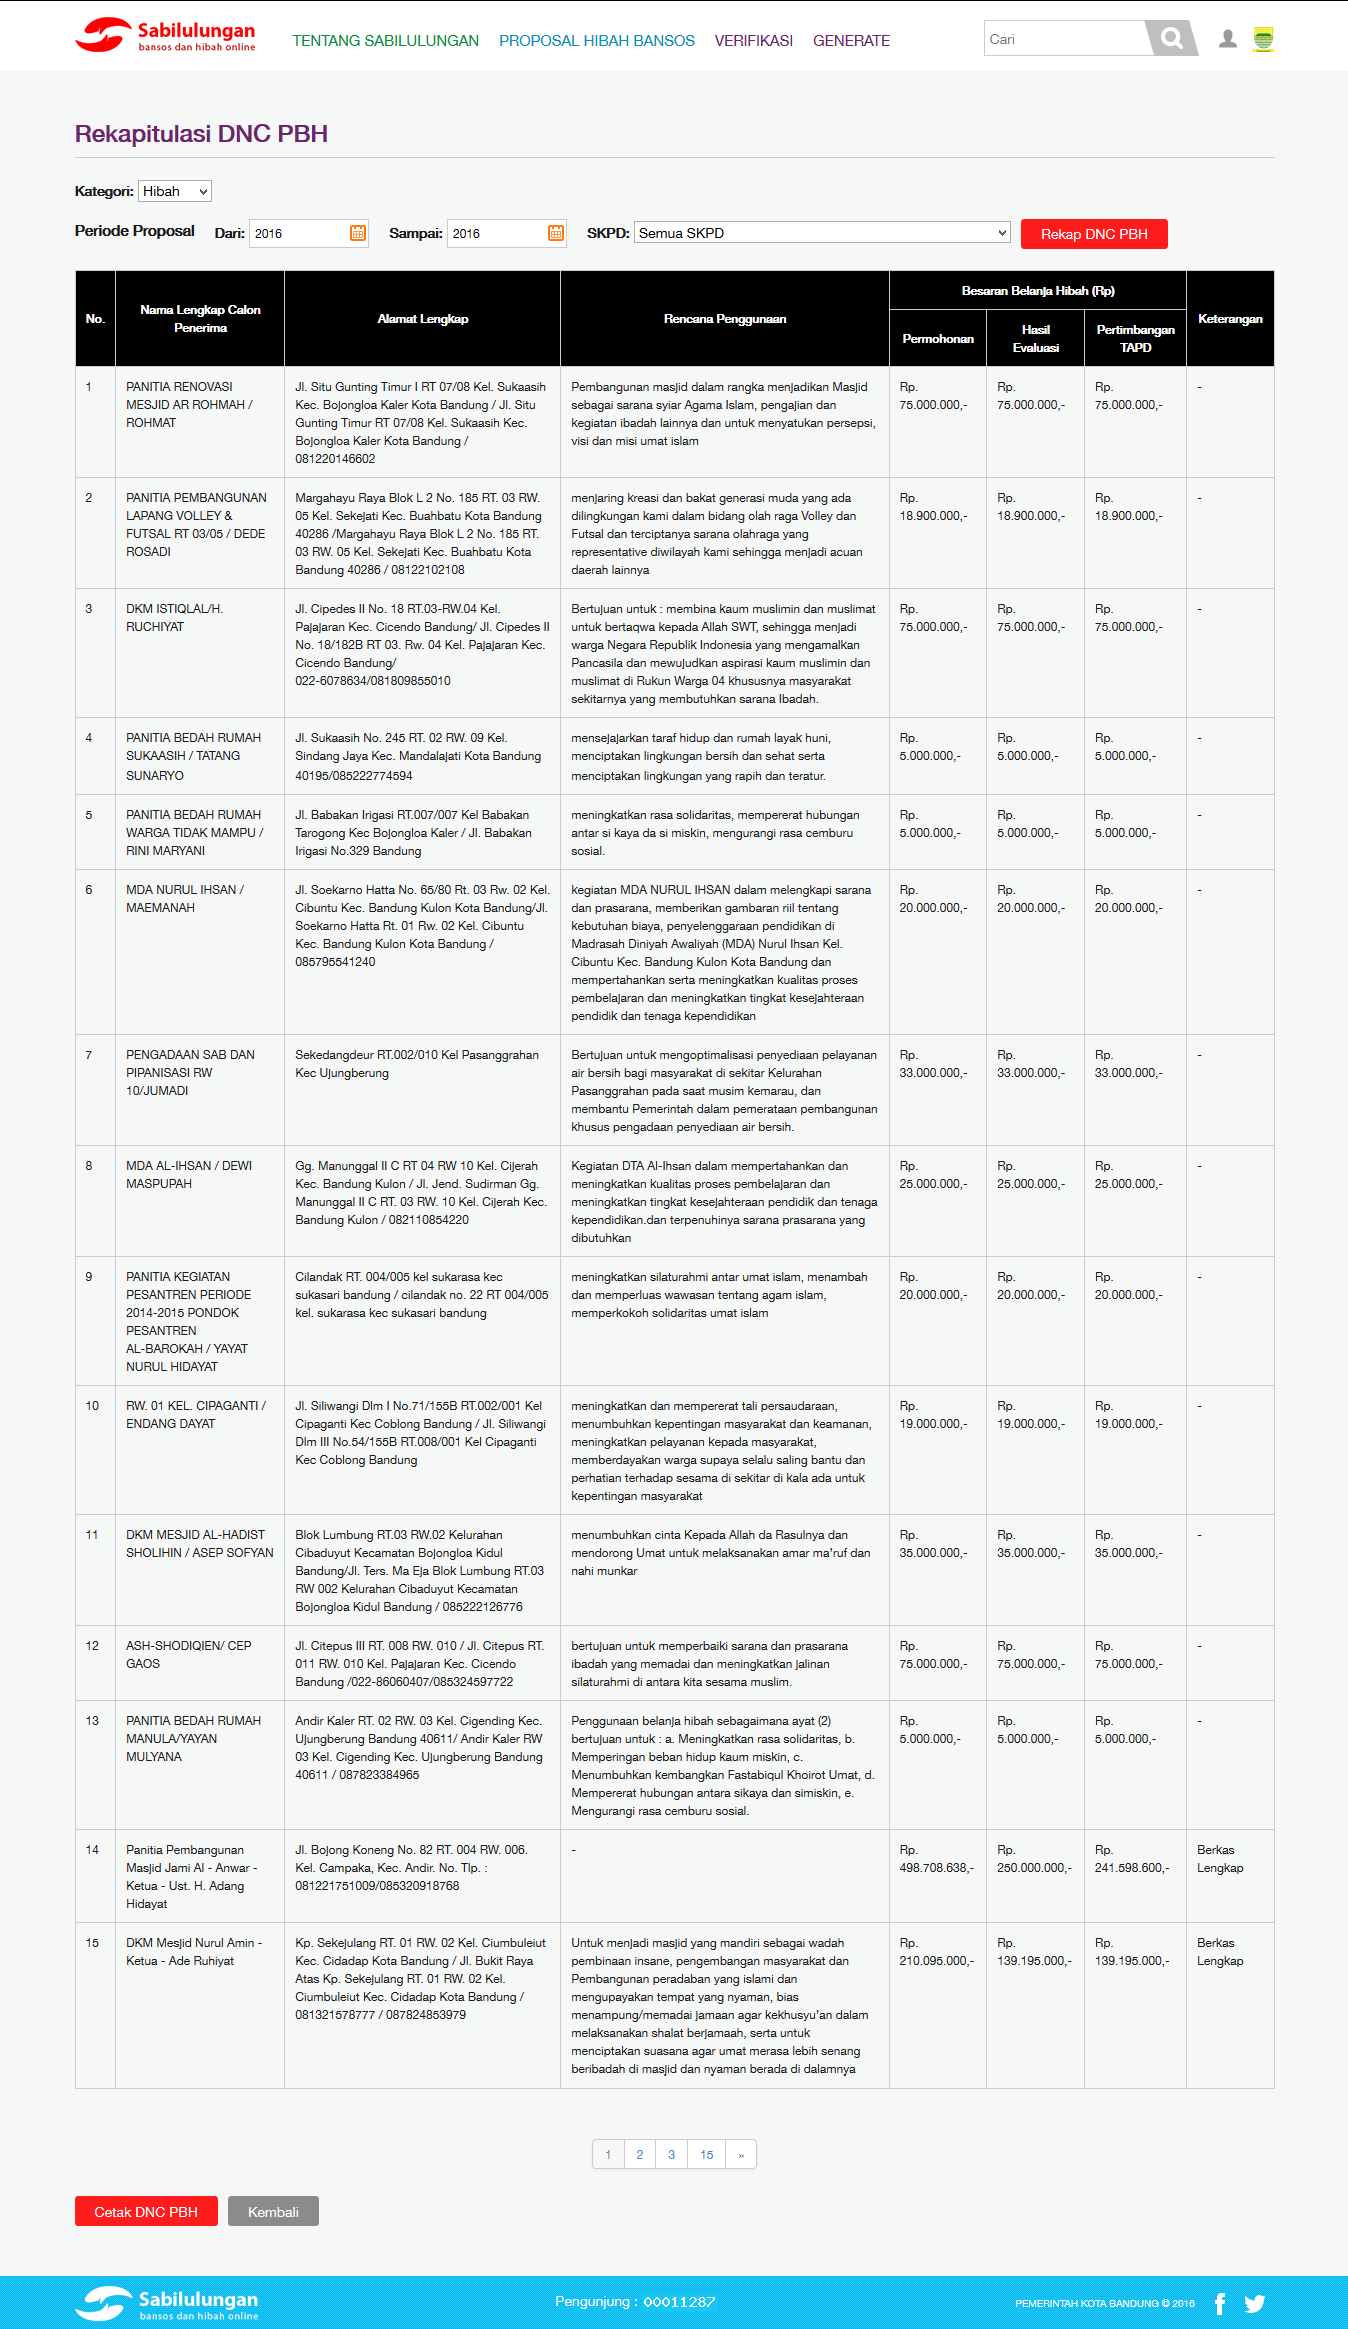 Sabilulungan
bansos dan hibah online
TENTANG SABILULUNGAN PROPOSAL HIBAH BANSOS VERIFIKASI GENERATE
Cari
Rekapitulasi DNC PBH
Kategori: Hibah
Periode Proposal Dari: 2016 Sampai: 2016 SKPD: Semua SKPD Rekap DNC PBH
No.
Nama Lengkap Calon
Penerima
Alamat Lengkap
Rencana Penggunaan
Besaran Belanja Hibah (Rp)
Permohonan
Hasil
Evaluasi
Pertimbangan
TAPD
Keterangan
1
PANITIA RENOVASI
MESJID AR ROHMAH /
ROHMAT
Jl. Situ Gunting Timur I RT 07/08 Kel. Sukaasih
Kec. Bojongloa Kaler Kota Bandung / Jl. Situ
Gunting Timur RT 07/08 Kel. Sukaasih Kec.
Bojongloa Kaler Kota Bandung /
081220146602
Pembangunan masjid dalam rangka menjadikan Masjid
sebagai sarana syiar Agama Islam, pengajian dan
kegiatan ibadah lainnya dan untuk menyatukan persepsi,
visi dan misi umat islam
Rp.
75.000.000,-
Rp.
75.000.000,-
Rp.
75.000.000,-
-
2
PANITIA PEMBANGUNAN
LAPANG VOLLEY &
FUTSAL RT 03/05 / DEDE
ROSADI
Margahayu Raya Blok L 2 No. 185 RT. 03 RW.
05 Kel. Sekejati Kec. Buahbatu Kota Bandung
40286 /Margahayu Raya Blok L 2 No. 185 RT.
03 RW. 05 Kel. Sekejati Kec. Buahbatu Kota
Bandung 40286 / 08122102108
menjaring kreasi dan bakat generasi muda yang ada
dilingkungan kami dalam bidang olah raga Volley dan
Futsal dan terciptanya sarana olahraga yang
representative diwilayah kami sehingga menjadi acuan
daerah lainnya
Rp.
18.900.000,-
Rp.
18.900.000,-
Rp.
18.900.000,-
-
3
DKM ISTIQLAL/H.
RUCHIYAT
Jl. Cipedes II No. 18 RT.03-RW.04 Kel.
Pajajaran Kec. Cicendo Bandung/ Jl. Cipedes II
No. 18/182B RT 03. Rw. 04 Kel. Pajajaran Kec.
Cicendo Bandung/
022-6078634/081809855010
Bertujuan untuk : membina kaum muslimin dan muslimat
untuk bertaqwa kepada Allah SWT, sehingga menjadi
warga Negara Republik Indonesia yang mengamalkan
Pancasila dan mewujudkan aspirasi kaum muslimin dan
muslimat di Rukun Warga 04 khususnya masyarakat
sekitarnya yang membutuhkan sarana Ibadah.
Rp.
75.000.000,-
Rp.
75.000.000,-
Rp.
75.000.000,-
-
4
PANITIA BEDAH RUMAH
SUKAASIH / TATANG
SUNARYO
Jl. Sukaasih No. 245 RT. 02 RW. 09 Kel.
Sindang Jaya Kec. Mandalajati Kota Bandung
40195/085222774594
mensejajarkan taraf hidup dan rumah layak huni,
menciptakan lingkungan bersih dan sehat serta
menciptakan lingkungan yang rapih dan teratur.
Rp.
5.000.000,-
Rp.
5.000.000,-
Rp.
5.000.000,-
-
5
PANITIA BEDAH RUMAH
WARGA TIDAK MAMPU /
RINI MARYANI
Jl. Babakan Irigasi RT.007/007 Kel Babakan
Tarogong Kec Bojongloa Kaler / Jl. Babakan
Irigasi No.329 Bandung
meningkatkan rasa solidaritas, mempererat hubungan
antar si kaya da si miskin, mengurangi rasa cemburu
sosial.
Rp.
5.000.000,-
Rp.
5.000.000,-
Rp.
5.000.000,-
-
6
MDA NURUL IHSAN /
MAEMANAH
Jl. Soekarno Hatta No. 65/80 Rt. 03 Rw. 02 Kel.
Cibuntu Kec. Bandung Kulon Kota Bandung/Jl.
Soekarno Hatta Rt. 01 Rw. 02 Kel. Cibuntu
Kec. Bandung Kulon Kota Bandung /
085795541240
kegiatan MDA NURUL IHSAN dalam melengkapi sarana
dan prasarana, memberikan gambaran riil tentang
kebutuhan biaya, penyelenggaraan pendidikan di
Madrasah Diniyah Awaliyah (MDA) Nurul Ihsan Kel.
Cibuntu Kec. Bandung Kulon Kota Bandung dan
mempertahankan serta meningkatkan kualitas proses
pembelajaran dan meningkatkan tingkat kesejahteraan
pendidik dan tenaga kependidikan
Rp.
20.000.000,-
Rp.
20.000.000,-
Rp.
20.000.000,-
-
7
PENGADAAN SAB DAN
PIPANISASI RW
10/JUMADI
Sekedangdeur RT.002/010 Kel Pasanggrahan
Kec Ujungberung
Bertujuan untuk mengoptimalisasi penyediaan pelayanan
air bersih bagi masyarakat di sekitar Kelurahan
Pasanggrahan pada saat musim kemarau, dan
membantu Pemerintah dalam pemerataan pembangunan
khusus pengadaan penyediaan air bersih.
Rp.
33.000.000,-
Rp.
33.000.000,-
Rp.
33.000.000,-
-
8
MDA AL-IHSAN / DEWI
MASPUPAH
Gg. Manunggal II C RT 04 RW 10 Kel. Cijerah
Kec. Bandung Kulon / Jl. Jend. Sudirman Gg.
Manunggal II C RT. 03 RW. 10 Kel. Cijerah Kec.
Bandung Kulon / 082110854220
Kegiatan DTA Al-Ihsan dalam mempertahankan dan
meningkatkan kualitas proses pembelajaran dan
meningkatkan tingkat kesejahteraan pendidik dan tenaga
kependidikan.dan terpenuhinya sarana prasarana yang
dibutuhkan
Rp.
25.000.000,-
Rp.
25.000.000,-
Rp.
25.000.000,-
-
9
PANITIA KEGIATAN
PESANTREN PERIODE
2014-2015 PONDOK
PESANTREN
AL-BAROKAH / YAYAT
NURUL HIDAYAT
Cilandak RT. 004/005 kel sukarasa kec
sukasari bandung / cilandak no. 22 RT 004/005
kel. sukarasa kec sukasari bandung
meningkatkan silaturahmi antar umat islam, menambah
dan memperluas wawasan tentang agam islam,
memperkokoh solidaritas umat islam
Rp.
20.000.000,-
Rp.
20.000.000,-
Rp.
20.000.000,-
-
10
RW. 01 KEL. CIPAGANTI /
ENDANG DAYAT
Jl. Siliwangi Dlm I No.71/155B RT.002/001 Kel
Cipaganti Kec Coblong Bandung / Jl. Siliwangi
Dlm III No.54/155B RT.008/001 Kel Cipaganti
Kec Coblong Bandung
meningkatkan dan mempererat tali persaudaraan,
menumbuhkan kepentingan masyarakat dan keamanan,
meningkatkan pelayanan kepada masyarakat,
memberdayakan warga supaya selalu saling bantu dan
perhatian terhadap sesama di sekitar di kala ada untuk
kepentingan masyarakat
Rp.
19.000.000,-
Rp.
19.000.000,-
Rp.
19.000.000,-
-
11
DKM MESJID AL-HADIST
SHOLIHIN / ASEP SOFYAN
Blok Lumbung RT.03 RW.02 Kelurahan
Cibaduyut Kecamatan Bojongloa Kidul
Bandung/Jl. Ters. Ma Eja Blok Lumbung RT.03
RW 002 Kelurahan Cibaduyut Kecamatan
Bojongloa Kidul Bandung / 085222126776
menumbuhkan cinta Kepada Allah da Rasulnya dan
mendorong Umat untuk melaksanakan amar ma'ruf dan
nahi munkar
Rp.
35.000.000,-
Rp.
35.000.000,-
Rp.
35.000.000,-
-
12
ASH-SHODIQIEN/ CEP
GAOS
Jl. Citepus III RT. 008 RW. 010 / Jl. Citepus RT.
011 RW. 010 Kel. Pajajaran Kec. Cicendo
Bandung /022-86060407/085324597722
bertujuan untuk memperbaiki sarana dan prasarana
ibadah yang memadai dan meningkatkan jalinan
silaturahmi di antara kita sesama muslim.
Rp.
75.000.000,-
Rp.
75.000.000,-
Rp.
75.000.000,-
-
13
PANITIA BEDAH RUMAH
MANULA/YAYAN
MULYANA
Andir Kaler RT. 02 RW. 03 Kel. Cigending Kec.
Ujungberung Bandung 40611/ Andir Kaler RW
03 Kel. Cigending Kec. Ujungberung Bandung
40611 / 087823384965
Penggunaan belanja hibah sebagaimana ayat (2)
bertujuan untuk : a. Meningkatkan rasa solidaritas, b.
Memperingan beban hidup kaum miskin, c.
Menumbuhkan kembangkan Fastabiqul Khoirot Umat, d.
Mempererat hubungan antara sikaya dan simiskin, e.
Mengurangi rasa cemburu sosial.
Rp.
5.000.000,-
Rp.
5.000.000,-
Rp.
5.000.000,-
-
14
Panitia Pembangunan
Masjid Jami Al - Anwar -
Ketua - Ust. H. Adang
Hidayat
Jl. Bojong Koneng No. 82 RT. 004 RW. 006.
Kel. Campaka, Kec. Andir. No. Tlp. :
081221751009/085320918768
-
Rp.
498.708.638,-
Rp.
250.000.000,-
Rp.
241.598.600,-
Berkas
Lengkap
15
DKM Mesjid Nurul Amin -
Ketua - Ade Ruhiyat
Kp. Sekejulang RT. 01 RW. 02 Kel. Ciumbuleiut
Kec. Cidadap Kota Bandung / Jl. Bukit Raya
Atas Kp. Sekejulang RT. 01 RW. 02 Kel.
Ciumbuleiut Kec. Cidadap Kota Bandung /
081321578777 / 087824853979
Untuk menjadi masjid yang mandiri sebagai wadah
pembinaan insane, pengembangan masyarakat dan
Pembangunan peradaban yang islami dan
mengupayakan tempat yang nyaman, bias
menampung/memadai jamaan agar kekhusyu'an dalam
melaksanakan shalat berjamaah, serta untuk
menciptakan suasana agar umat merasa lebih senang
beribadah di masjid dan nyaman berada di dalamnya
Rp.
210.095.000,-
Rp.
139.195.000,-
Rp.
139.195.000,-
Berkas
Lengkap
1 2 3 15 »
Cetak DNC PBH Kembali
Sabilulungan
bansos dan hibah online
Pengunjung : 00011287
PEMERINTAH KOTA BANDUNG © 2016